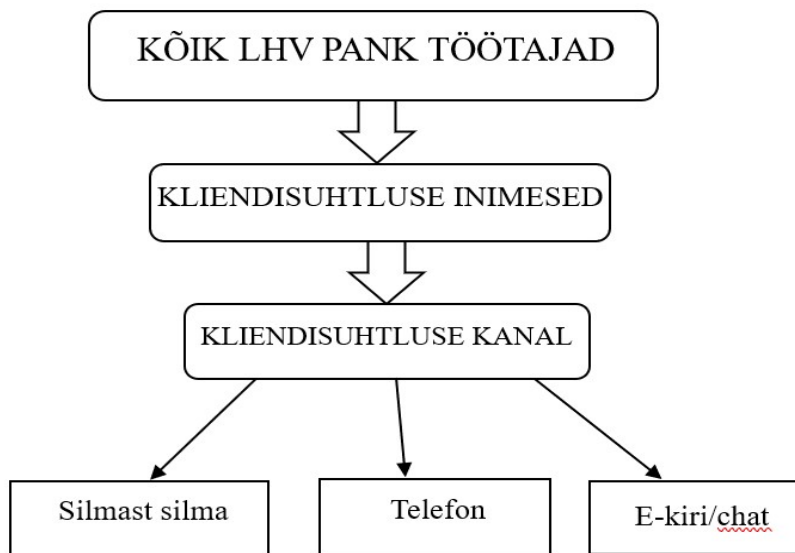 KÕIK LHV PANK TÖÖTAJAD
KLIENDISUHTLUSE INIMESED
KLIENDISUHTLUSE KANAL
Silmast silma
Telefon
E-kiri/chat